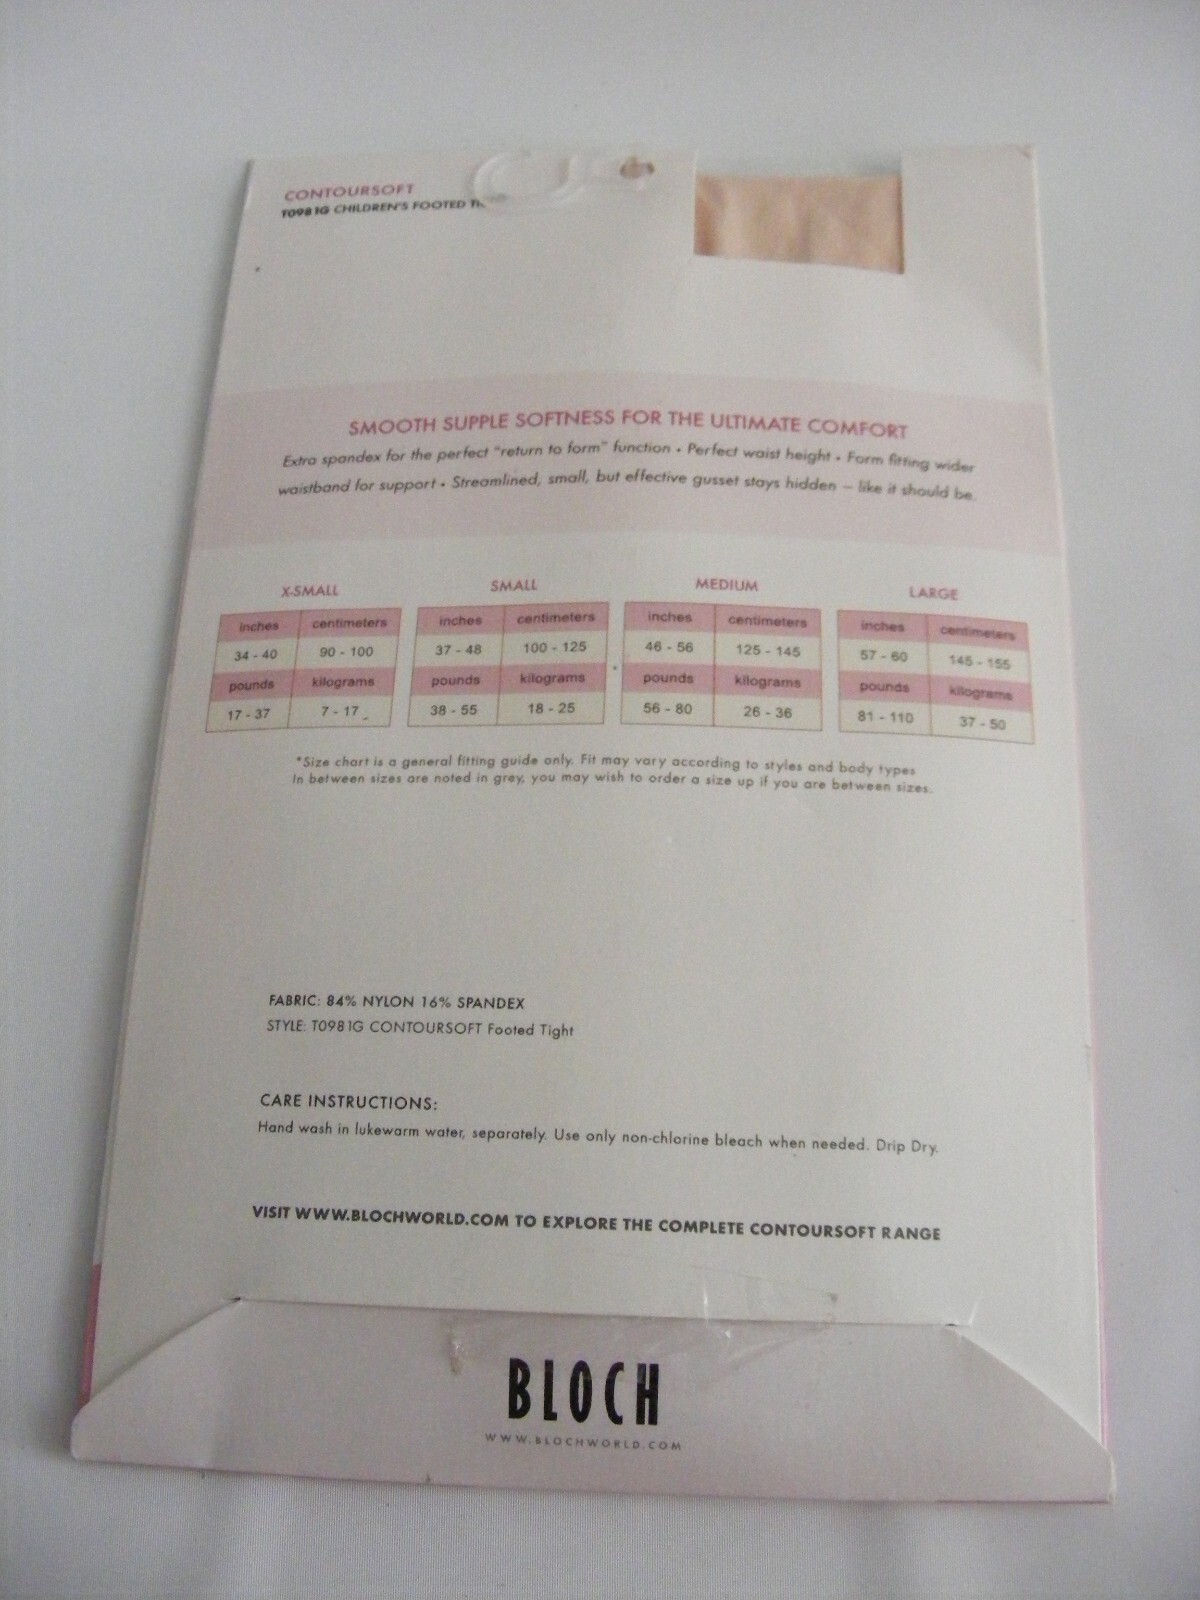 CONTOURSOFT
T0981G CHILDREN'S FOOTED
SMOOTH SUPPLE SOFTNESS FOR THE ULTIMATE COMFORT
Extra spandex for the perfect "return to form" function • Perfect waist height • Form fitting wider
waistband for support • Streamlined, small, but effective gusset stays hidden – like it should be.
X-SMALL SMALL MEDIUM LARGE
inches centimeters inches centimeters inches centimeters inches centimeters
34 - 40 90 - 100 37 - 48 100 - 125 46 - 56 125 - 145 57 - 60 145 - 155
pounds kilograms pounds kilograms pounds kilograms pounds kilograms
17 - 37 7 - 17 38 - 55 18 - 25 56 - 80 26 - 36 81 - 110 37 - 50
*Size chart is a general fitting guide only. Fit may vary according to styles and body types
In between sizes are noted in grey, you may wish to order a size up if you are between sizes.
FABRIC: 84% NYLON 16% SPANDEX
STYLE: T0981G CONTOURSOFT Footed Tight
CARE INSTRUCTIONS:
Hand wash in lukewarm water, separately. Use only non-chlorine bleach when needed. Drip Dry.
VISIT WWW.BLOCHWORLD.COM TO EXPLORE THE COMPLETE CONTOURSOFT RANGE
BLOCH
WWW.BLOCHWORLD.COM